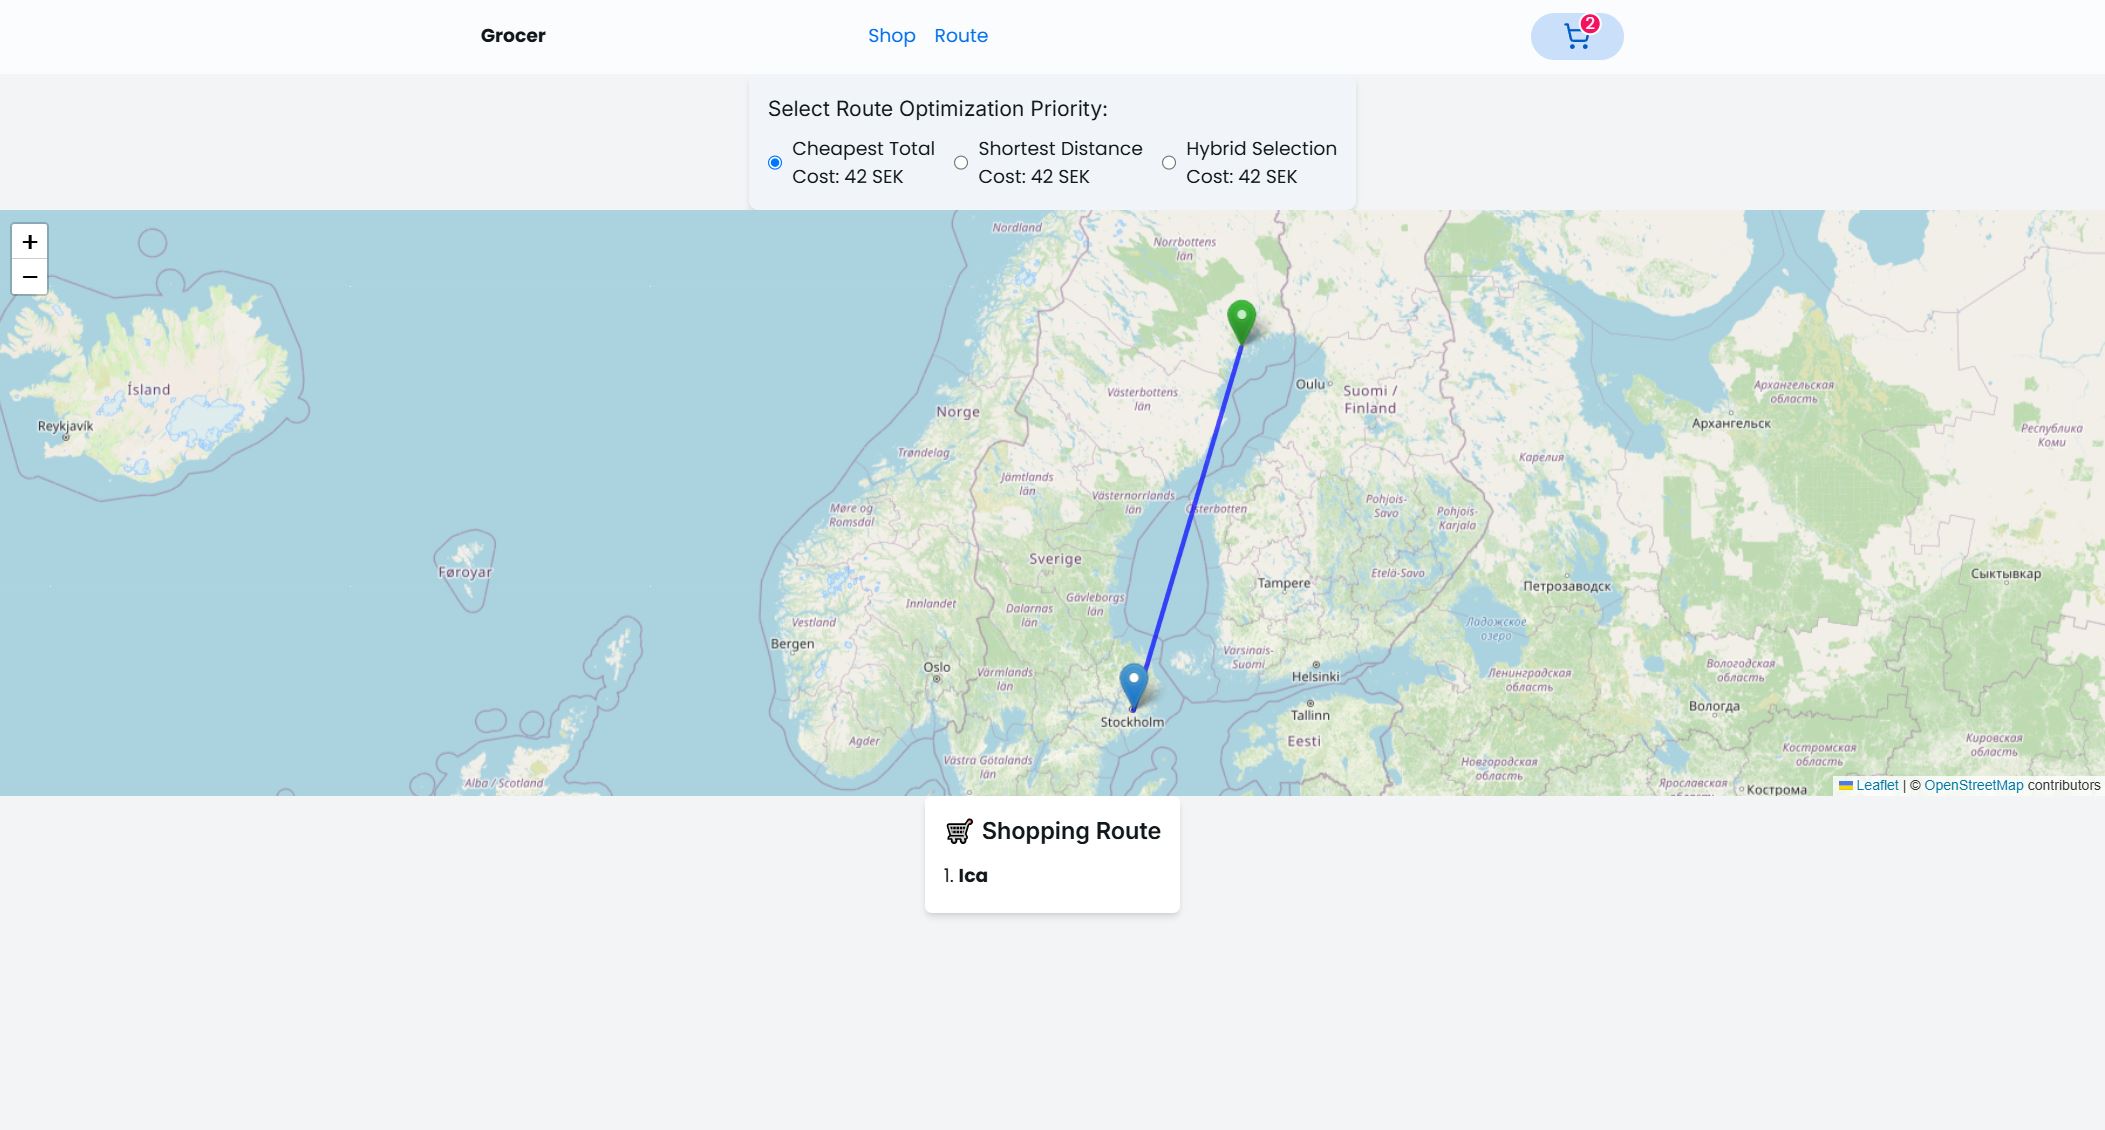 Grocer
Shop
Route
2
Select Route Optimization Priority:
Cheapest Total
Cost: 42 SEK
Shortest Distance
Cost: 42 SEK
Hybrid Selection
Cost: 42 SEK
+
−
Nordland
Norrbottens
län
Ísland
Reykjavík
Oulu
Suomi /
Finland
Västerbottens
län
Norge
Архангельская
область
Архангельск
Республика
Коми
Trøndelag
Карелия
Jämtlands
län
Västernorrlands
län
Österbotten
Pohjois-
Savo
Pohjois-
Karjala
Møre og
Romsdal
Føroyar
Sverige
Tampere
Etelä-Savo
Петрозаводск
Сыктывкар
Innlandet
Dalarnas
län
Gävleborgs
län
Vestland
Bergen
Ладожское
озеро
Oslo
Värmlands
län
Varsinais-
Suomi
Helsinki
Ленинградская
область
Вологодская
область
Stockholm
Tallinn
Вологда
Agder
Eesti
Västra Götalands
län
Новгородская
область
Костромская
область
Кировская
область
Alba / Scotland
Ярославская
Кострома
Leaflet | © OpenStreetMap contributors
Shopping Route
1. Ica